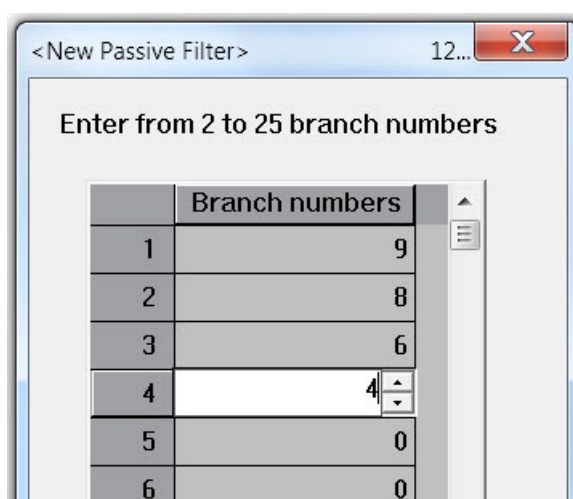 <New Passive Filter> 12...
Enter from 2 to 25 branch numbers
Branch numbers
1 9
2 8
3 6
4 4
5 0
6 0